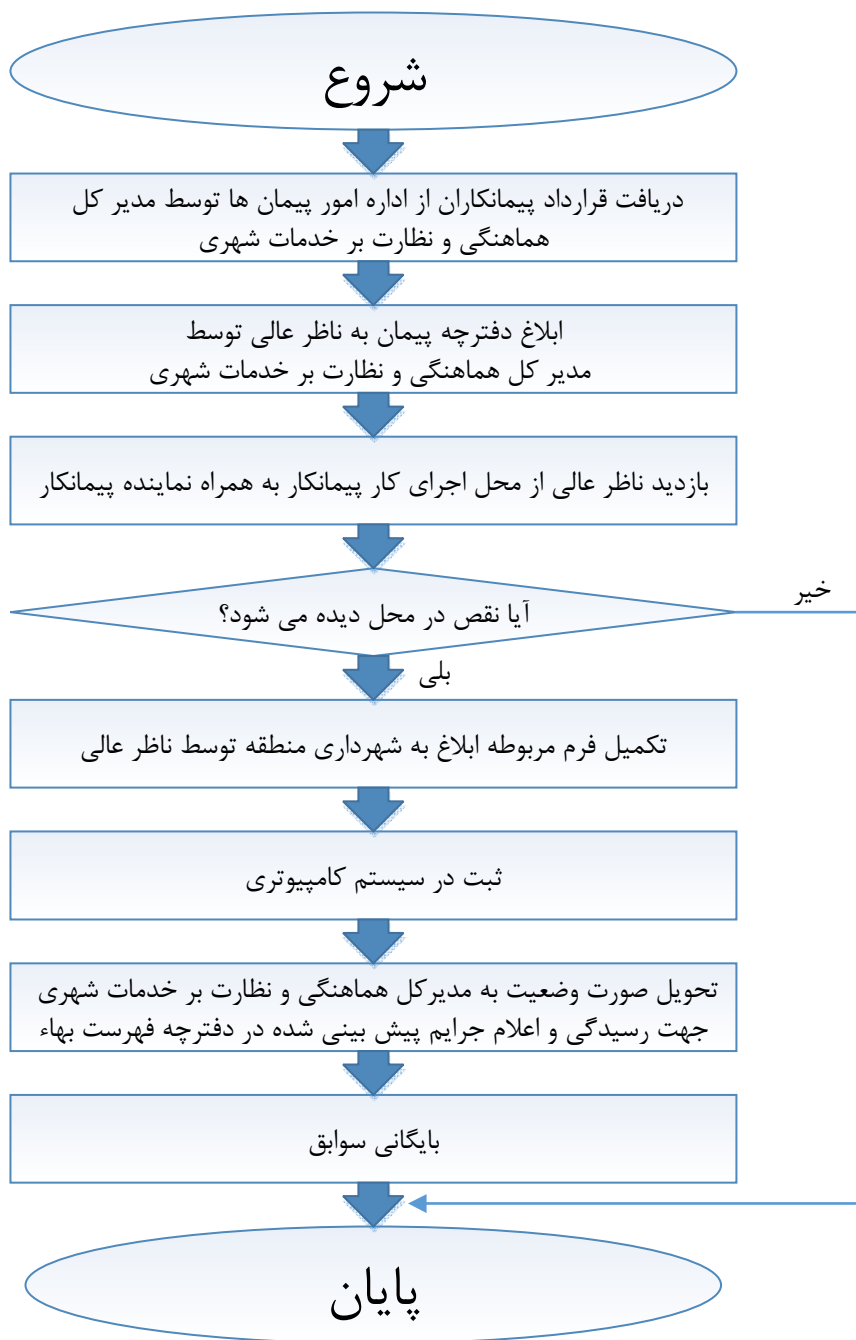 شروع
دریافت قرارداد پیمانکاران از اداره امور پیمان ها توسط مدیر کل
هماهنگی و نظارت بر خدمات شهری
ابلاغ دفترچه پیمان به ناظر عالی توسط
مدیر کل هماهنگی و نظارت بر خدمات شهری
بازدید ناظر عالی از محل اجرای کار پیمانکار به همراه نماینده پیمانکار
آیا نقص در محل دیده می شود؟
خیر
بلی
تکمیل فرم مربوطه ابلاغ به شهرداری منطقه توسط ناظر عالی
ثبت در سیستم کامپیوتری
تحویل صورت وضعیت به مدیرکل هماهنگی و نظارت بر خدمات شهری
جهت رسیدگی و اعلام جرایم پیش بینی شده در دفترچه فهرست بهاء
بایگانی سوابق
پایان